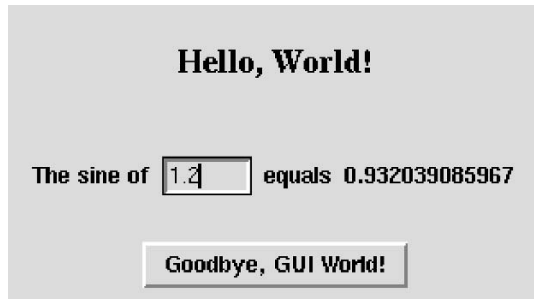 Hello, World!
The sine of 1.2 equals 0.932039085967
Goodbye, GUI World!